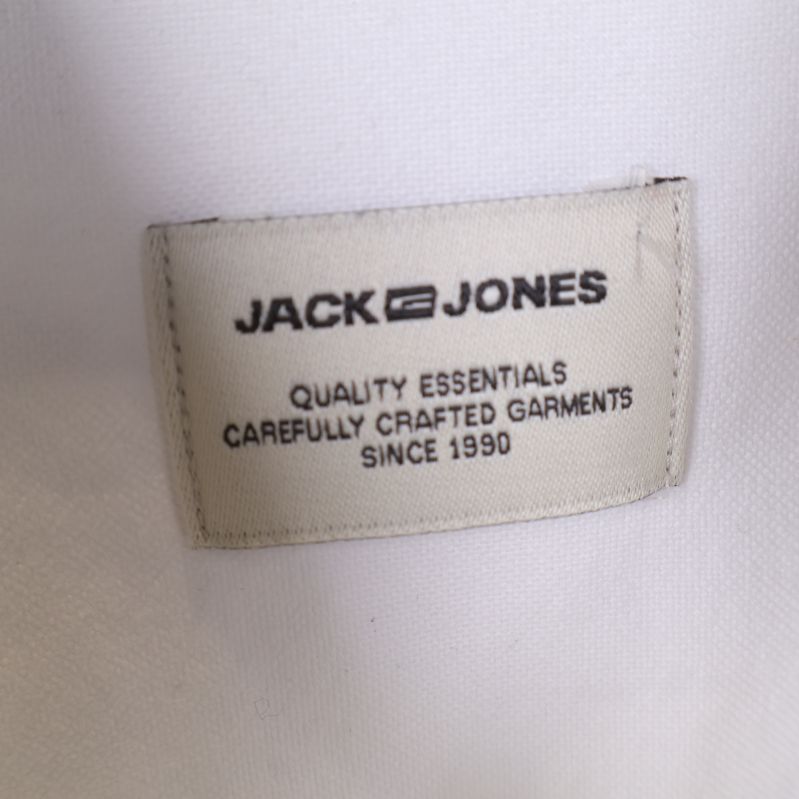 JACK & JONES
QUALITY ESSENTIALS
CAREFULLY CRAFTED GARMENTS
SINCE 1990